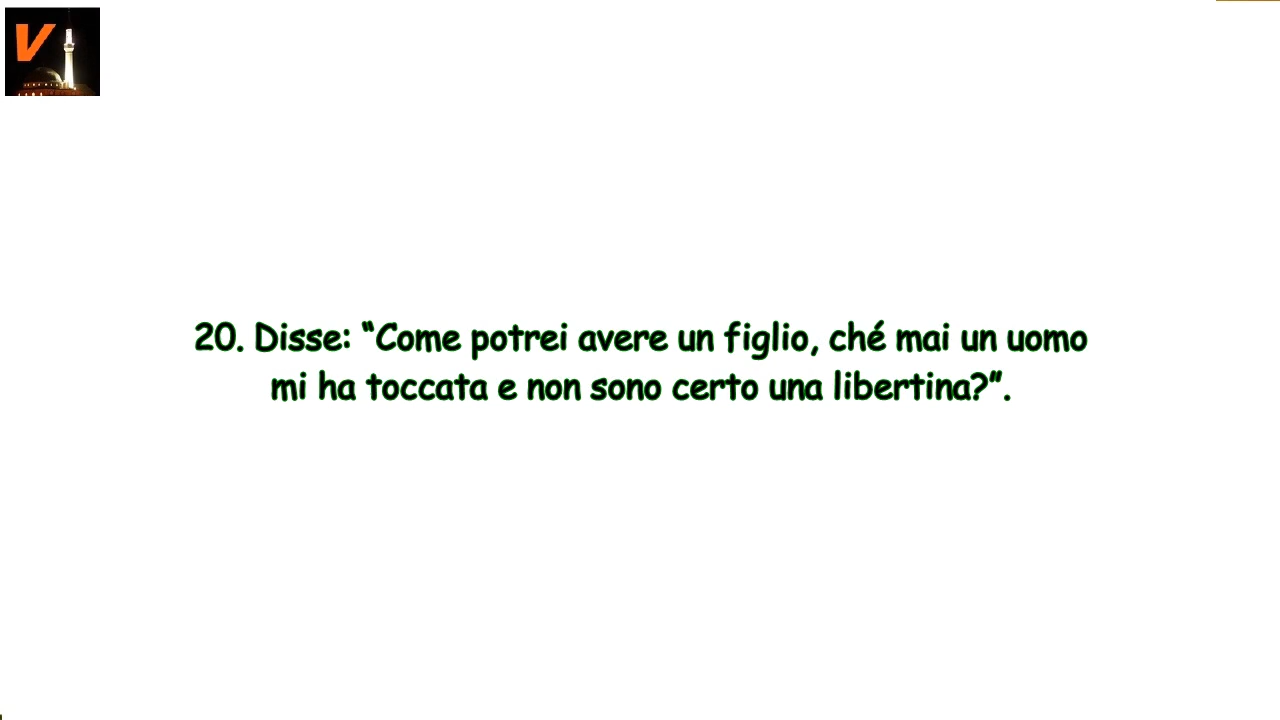 V
20. Disse: “Come potrei avere un figlio, ché mai un uomo
mi ha toccata e non sono certo una libertina?”.